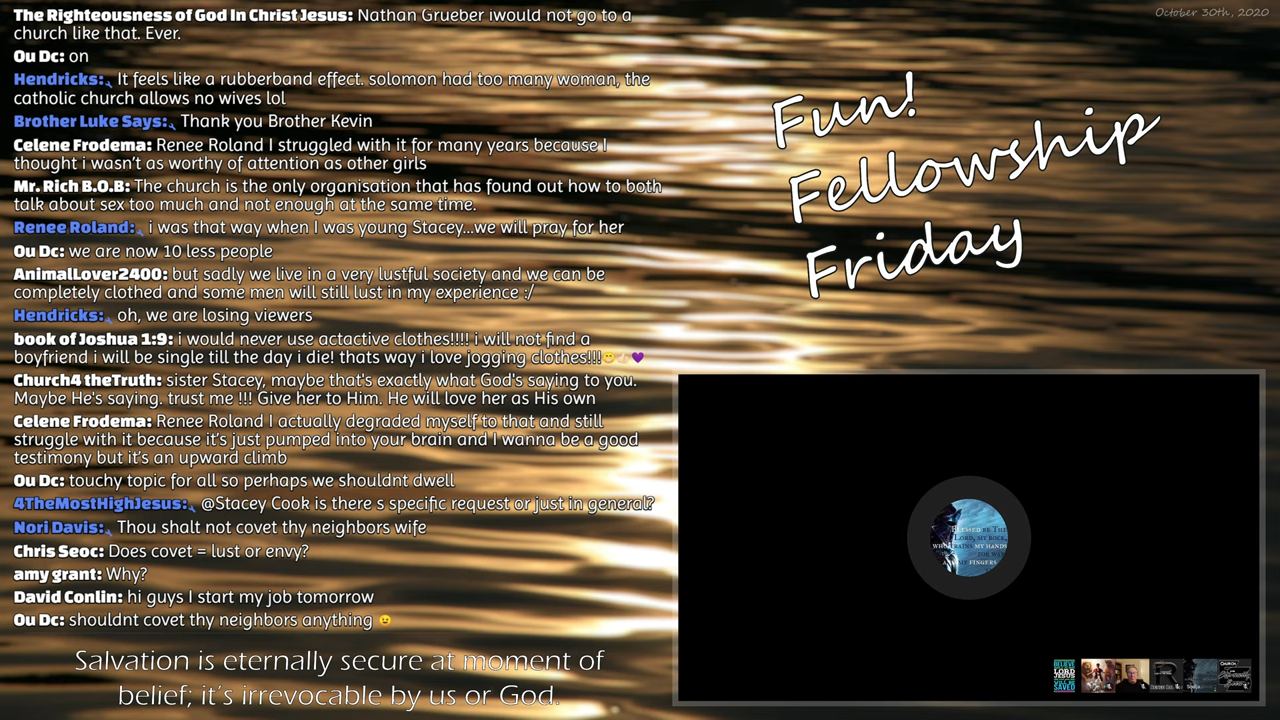 The Righteousness of God In Christ Jesus: Nathan Grueber iwould not go to a
church like that. Ever.
Ou Dc: on
Hendricks: It feels like a rubberband effect. solomon had too many woman, the
catholic church allows no wives lol
Brother Luke Says: Thank you Brother Kevin
Celene Frodema: Renee Roland I struggled with it for many years because I
thought i wasn't as worthy of attention as other girls
Mr. Rich B.O.B: The church is the only organisation that has found out how to both
talk about sex too much and not enough at the same time.
Renee Roland: i was that way when I was young Stacey...we will pray for her
Ou Dc: we are now 10 less people
AnimalLover2400: but sadly we live in a very lustful society and we can be
completely clothed and some men will still lust in my experience :/
Hendricks: oh, we are losing viewers
book of Joshua 1:9: i would never use actactive clothes!!!! i will not find a
boyfriend i will be single till the day i die! thats way i love jogging clothes!!!😁👍🏻💜
Church4 theTruth: sister Stacey, maybe that's exactly what God's saying to you.
Maybe He's saying. trust me !!! Give her to Him. He will love her as His own
Celene Frodema: Renee Roland I actually degraded myself to that and still
struggle with it because it's just pumped into your brain and I wanna be a good
testimony but it's an upward climb
Ou Dc: touchy topic for all so perhaps we shouldnt dwell
4TheMostHighJesus: @Stacey Cook is there s specific request or just in general?
Nori Davis: Thou shalt not covet thy neighbors wife
Chris Seoc: Does covet = lust or envy?
amy grant: Why?
David Conlin: hi guys I start my job tomorrow
Ou Dc: shouldnt covet thy neighbors anything 😉
Salvation is eternally secure at moment of
belief; it's irrevocable by us or God.
October 30th, 2020
Fun!
Fellowship
Friday
Blessed be the
Lord, my rock,
my hands
for war
fingers
BELIEVE
LORD
JESUS
SAVED
CHURCH